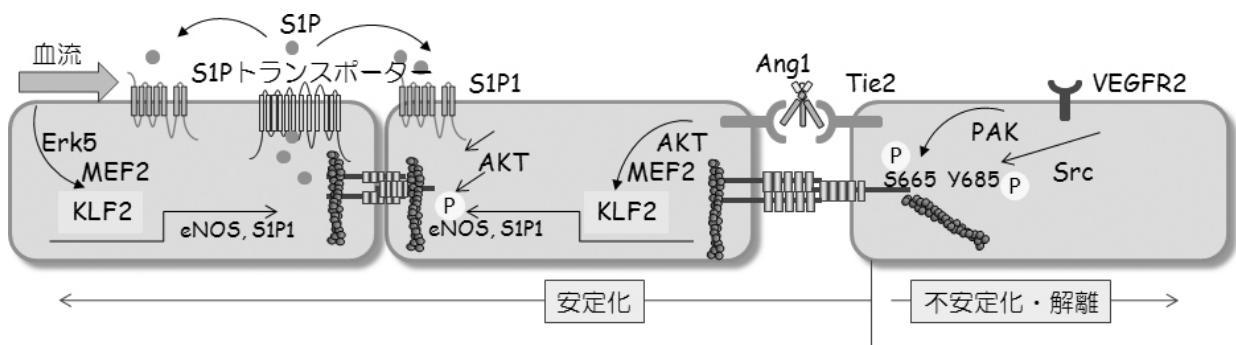 S1P
血流
S1Pトランスポーター
S1P1
Ang1
Tie2
VEGFR2
Erk5
MEF2
KLF2
eNOS, S1P1
AKT
P
eNOS, S1P1
AKT
MEF2
KLF2
PAK
P
S665 Y685
P
Src
安定化
不安定化・解離